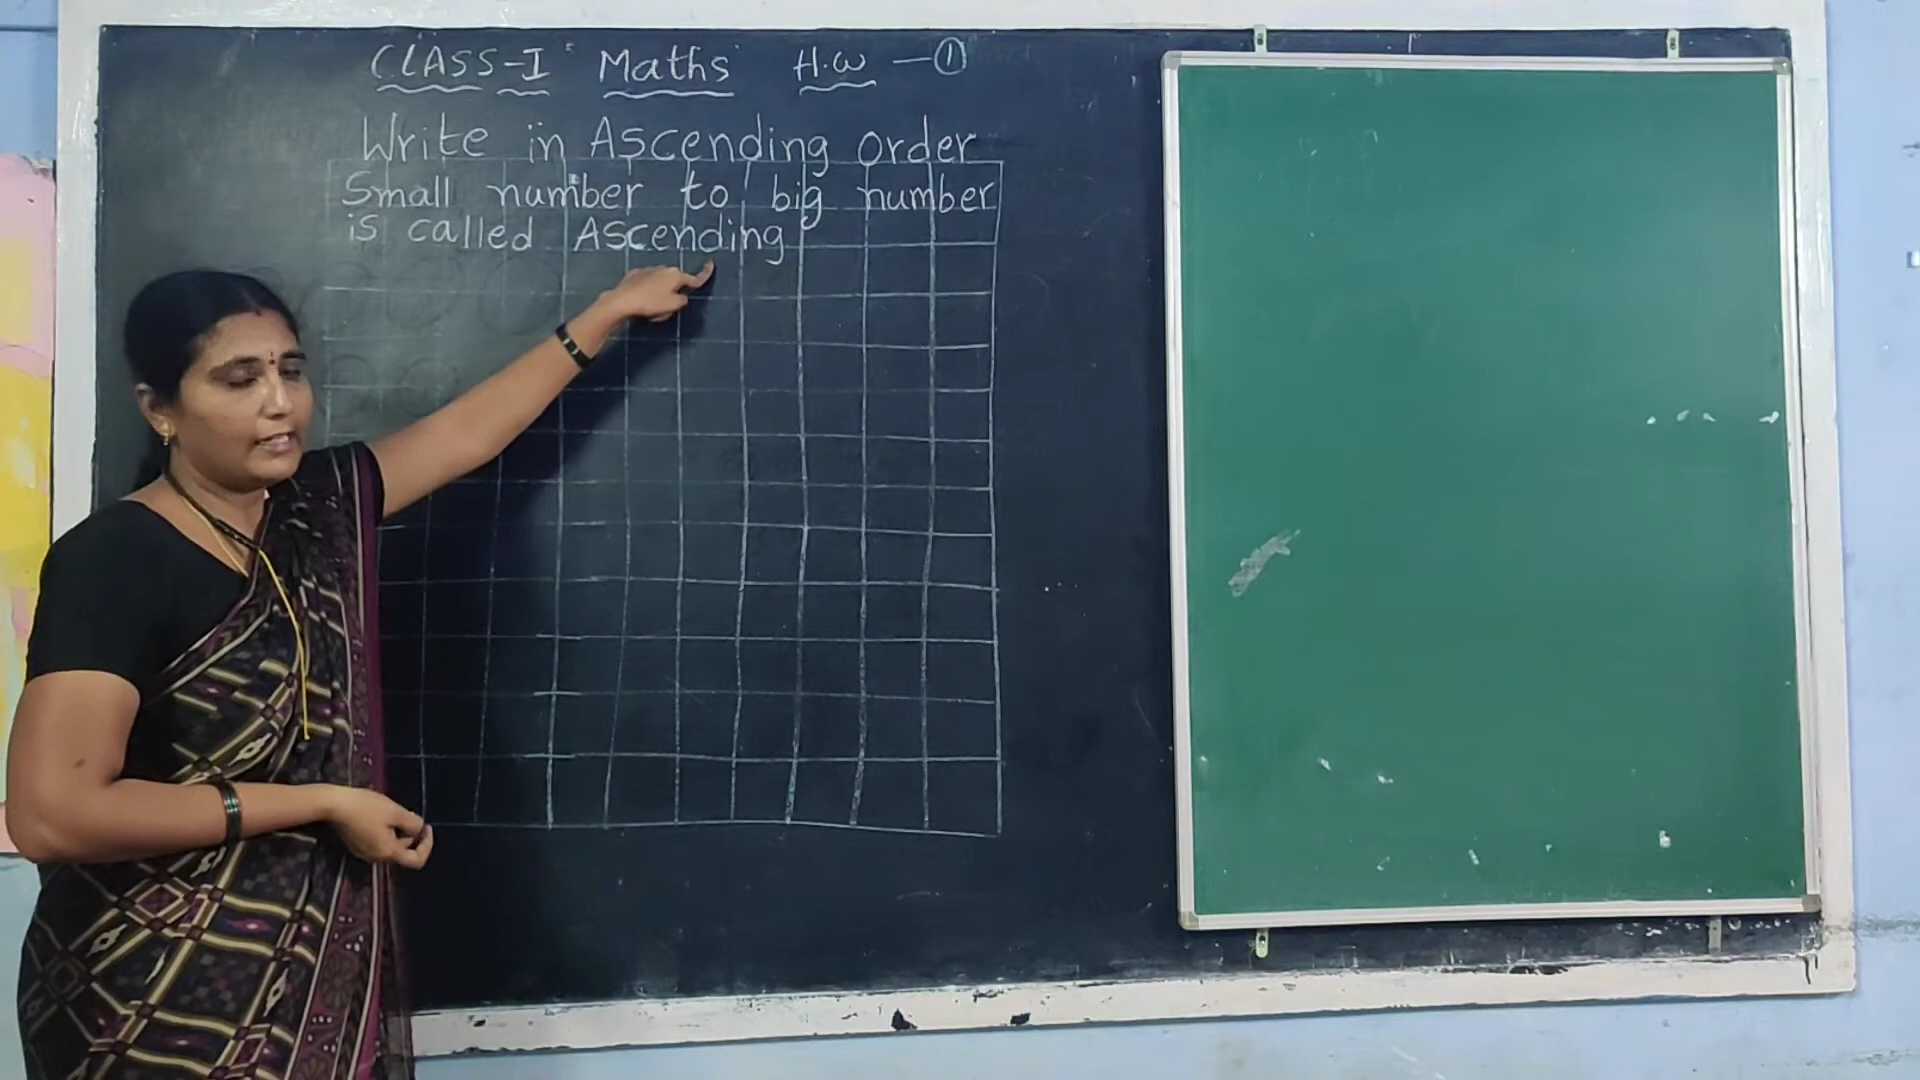 CLASS-I Maths H.W — ①
Write in Ascending order
Small number to big number
is called Ascending